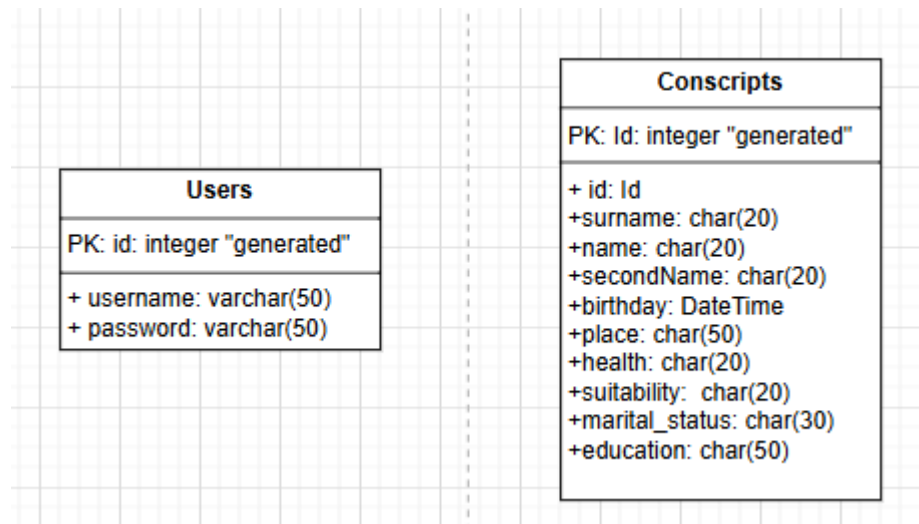 Users
PK: id: integer "generated"
+ username: varchar(50)
+ password: varchar(50)
Conscripts
PK: Id: integer "generated"
+ id: Id
+surname: char(20)
+name: char(20)
+secondName: char(20)
+birthday: DateTime
+place: char(50)
+health: char(20)
+suitability:  char(20)
+marital_status: char(30)
+education: char(50)